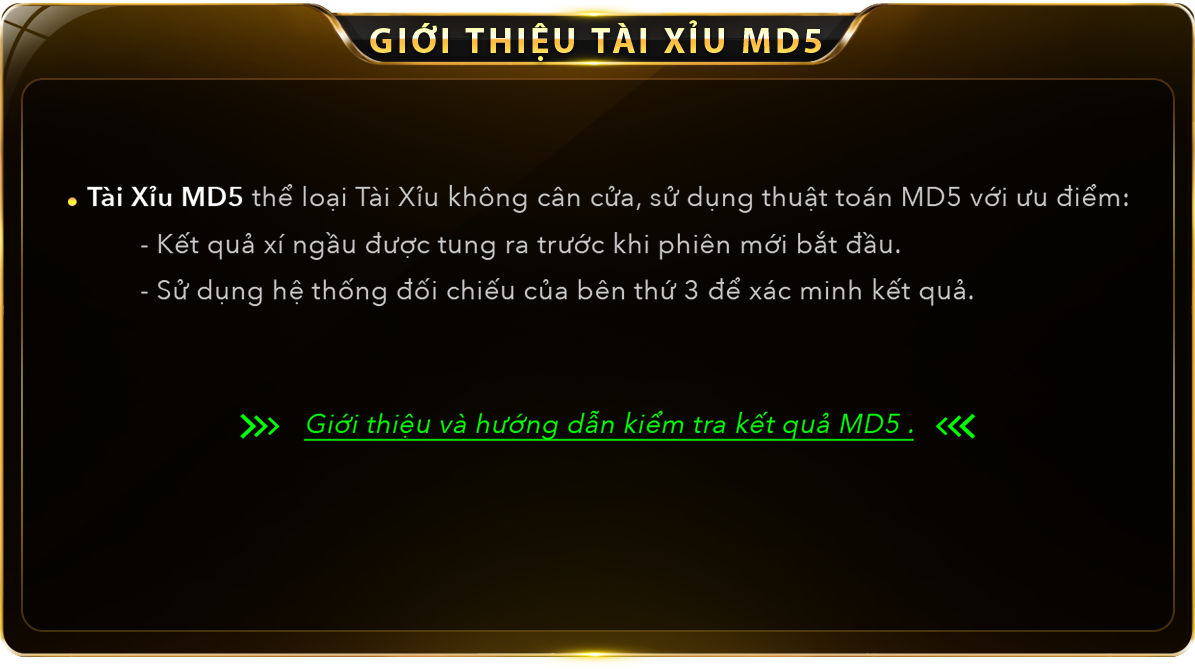 GIỚI THIỆU TÀI XỈU MD5
• Tài Xỉu MD5 thể loại Tài Xỉu không cân cửa, sử dụng thuật toán MD5 với ưu điểm:
- Kết quả xí ngầu được tung ra trước khi phiên mới bắt đầu.
- Sử dụng hệ thống đối chiếu của bên thứ 3 để xác minh kết quả.
Giới thiệu và hướng dẫn kiểm tra kết quả MD5 .